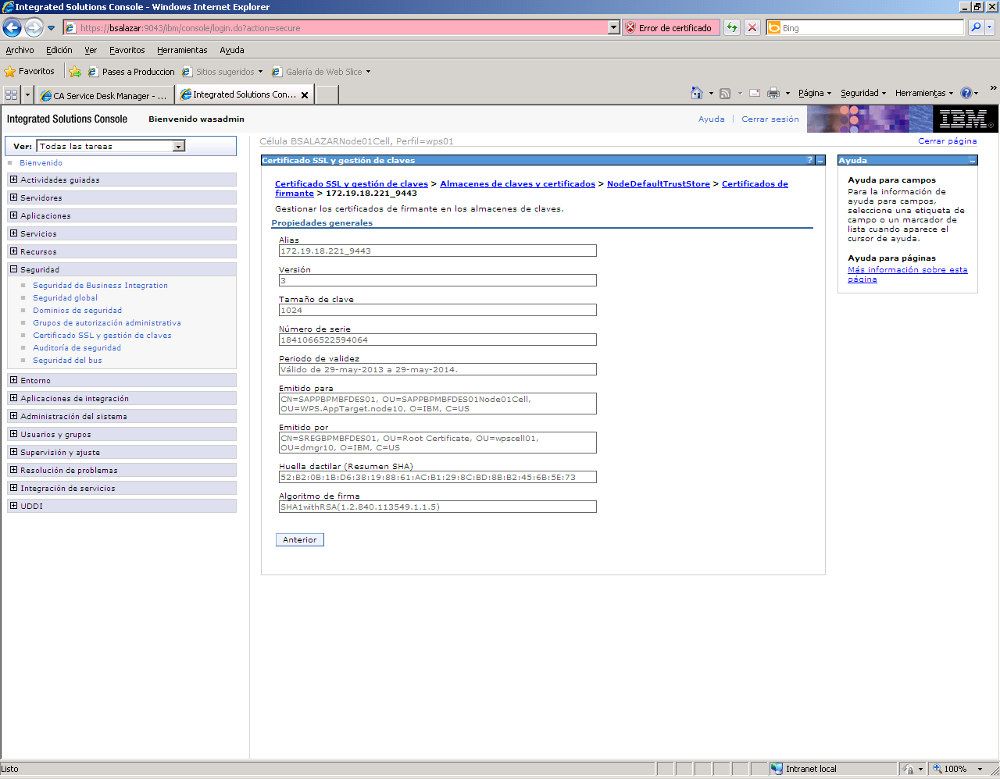 Integrated Solutions Console - Windows Internet Explorer
https://bsalazar:9043/ibm/console/login.do?action=secure
Error de certificado
Bing
Archivo Edición Ver Favoritos Herramientas Ayuda
Favoritos Pases a Produccion Sitios sugeridos Galería de Web Slice
CA Service Desk Manager - ...
Integrated Solutions Con...
Página Seguridad Herramientas
Integrated Solutions Console Bienvenido wasadmin
Ayuda Cerrar sesión
IBM
Ver: Todas las tareas
Bienvenido
Actividades guiadas
Servidores
Aplicaciones
Servicios
Recursos
Seguridad
Seguridad de Business Integration
Seguridad global
Dominios de seguridad
Grupos de autorización administrativa
Certificado SSL y gestión de claves
Auditoría de seguridad
Seguridad del bus
Entorno
Aplicaciones de integración
Administración del sistema
Usuarios y grupos
Supervisión y ajuste
Resolución de problemas
Integración de servicios
UDDI
Célula BSALAZARNode01Cell, Perfil=wps01
Cerrar página
Certificado SSL y gestión de claves
Certificado SSL y gestión de claves > Almacenes de claves y certificados > NodeDefaultTrustStore > Certificados de
firmante > 172.19.18.221_9443
Gestionar los certificados de firmante en los almacenes de claves.
Propiedades generales
Alias
172.19.18.221_9443
Versión
3
Tamaño de clave
1024
Número de serie
1841066522594064
Periodo de validez
Válido de 29-may-2013 a 29-may-2014.
Emitido para
CN=SAPPBPMBFDES01, OU=SAPPBPMBFDES01Node01Cell,
OU=WPS.AppTarget.node10, O=IBM, C=US
Emitido por
CN=SREGBPMBFDES01, OU=Root Certificate, OU=wpscell01,
OU=dmgr10, O=IBM, C=US
Huella dactilar (Resumen SHA)
52:B2:0B:1B:D6:38:19:88:61:AC:B1:29:8C:BD:8B:B2:45:6B:5E:73
Algoritmo de firma
SHA1withRSA(1.2.840.113549.1.1.5)
Anterior
Ayuda
Ayuda para campos
Para la información de
ayuda para campos,
seleccione una etiqueta de
campo o un marcador de
lista cuando aparece el
cursor de ayuda.
Ayuda para páginas
Más información sobre esta
página
Listo
Intranet local
100%